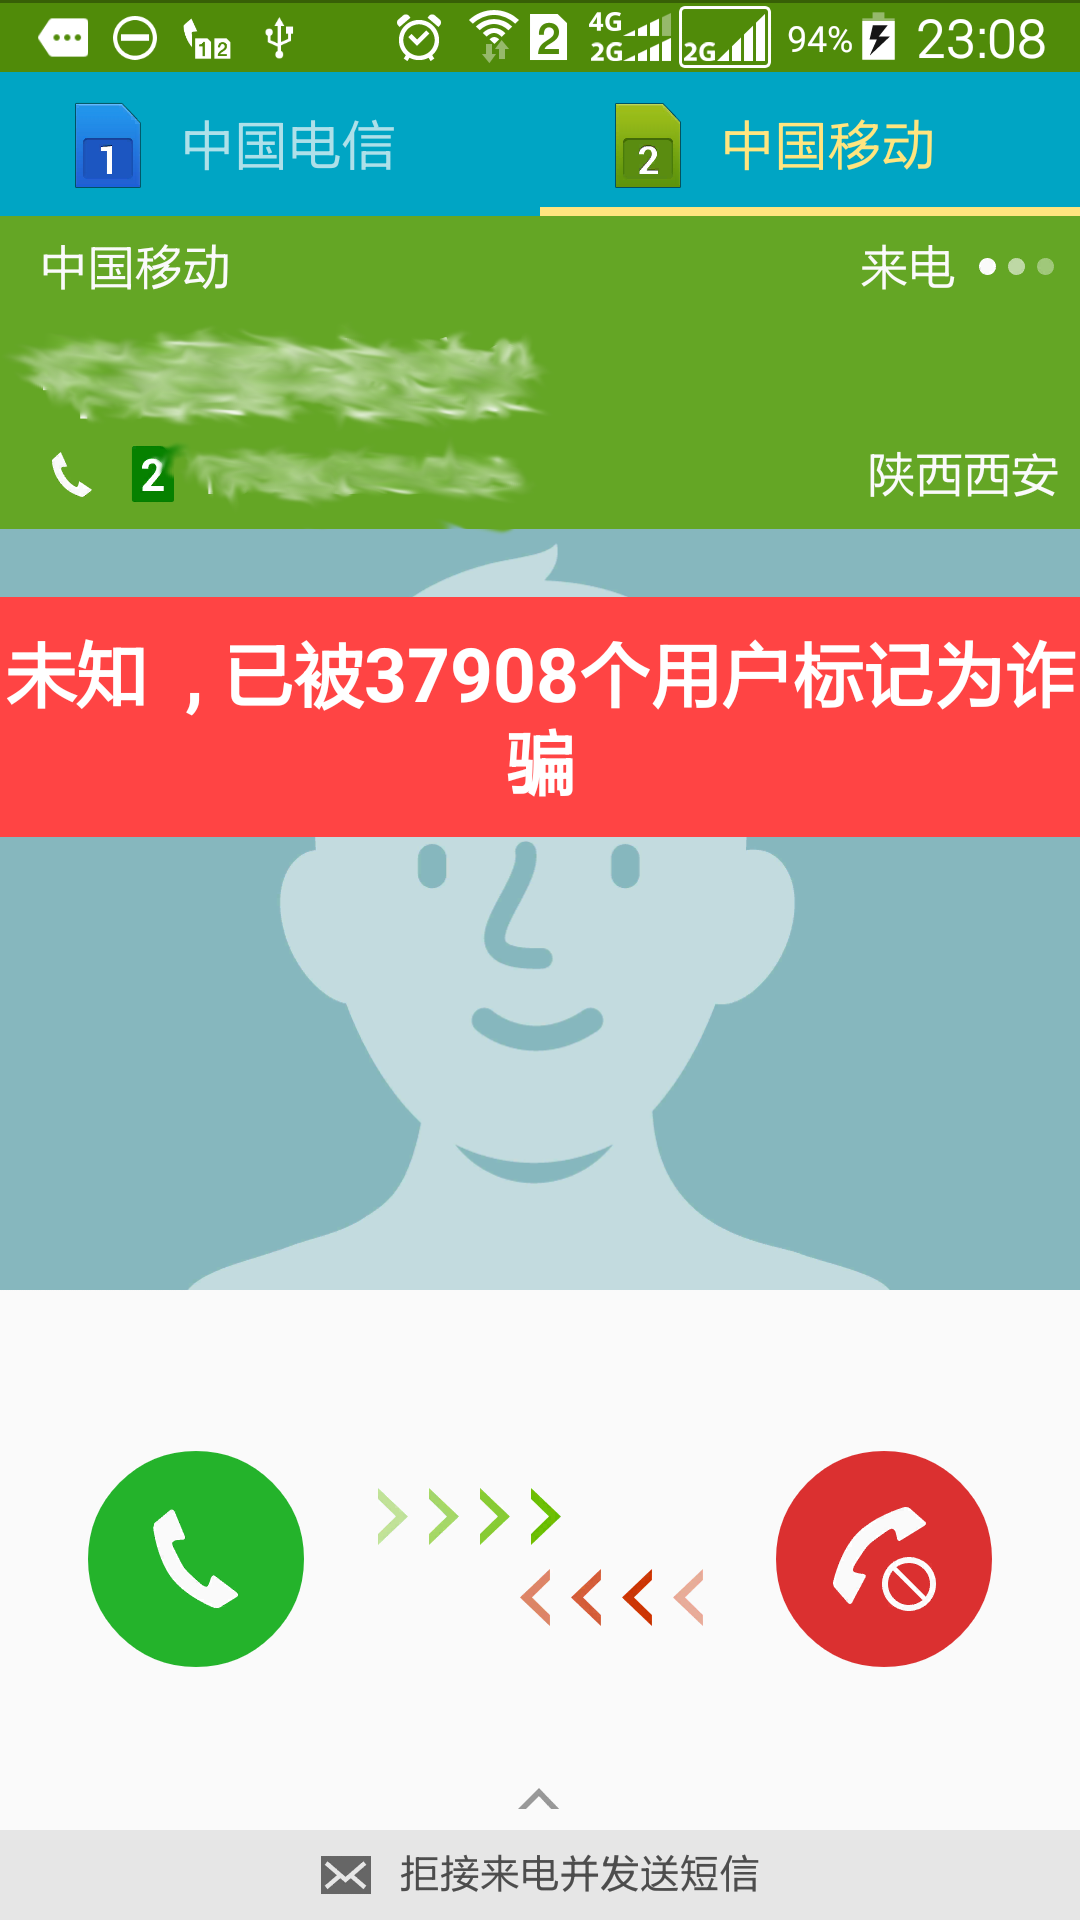 1 2 2 4G 2G 2G 94% 23:08
1 中国电信 2 中国移动
中国移动 来电
2 陕西西安
未知 , 已被37908个用户标记为诈
骗
拒接来电并发送短信